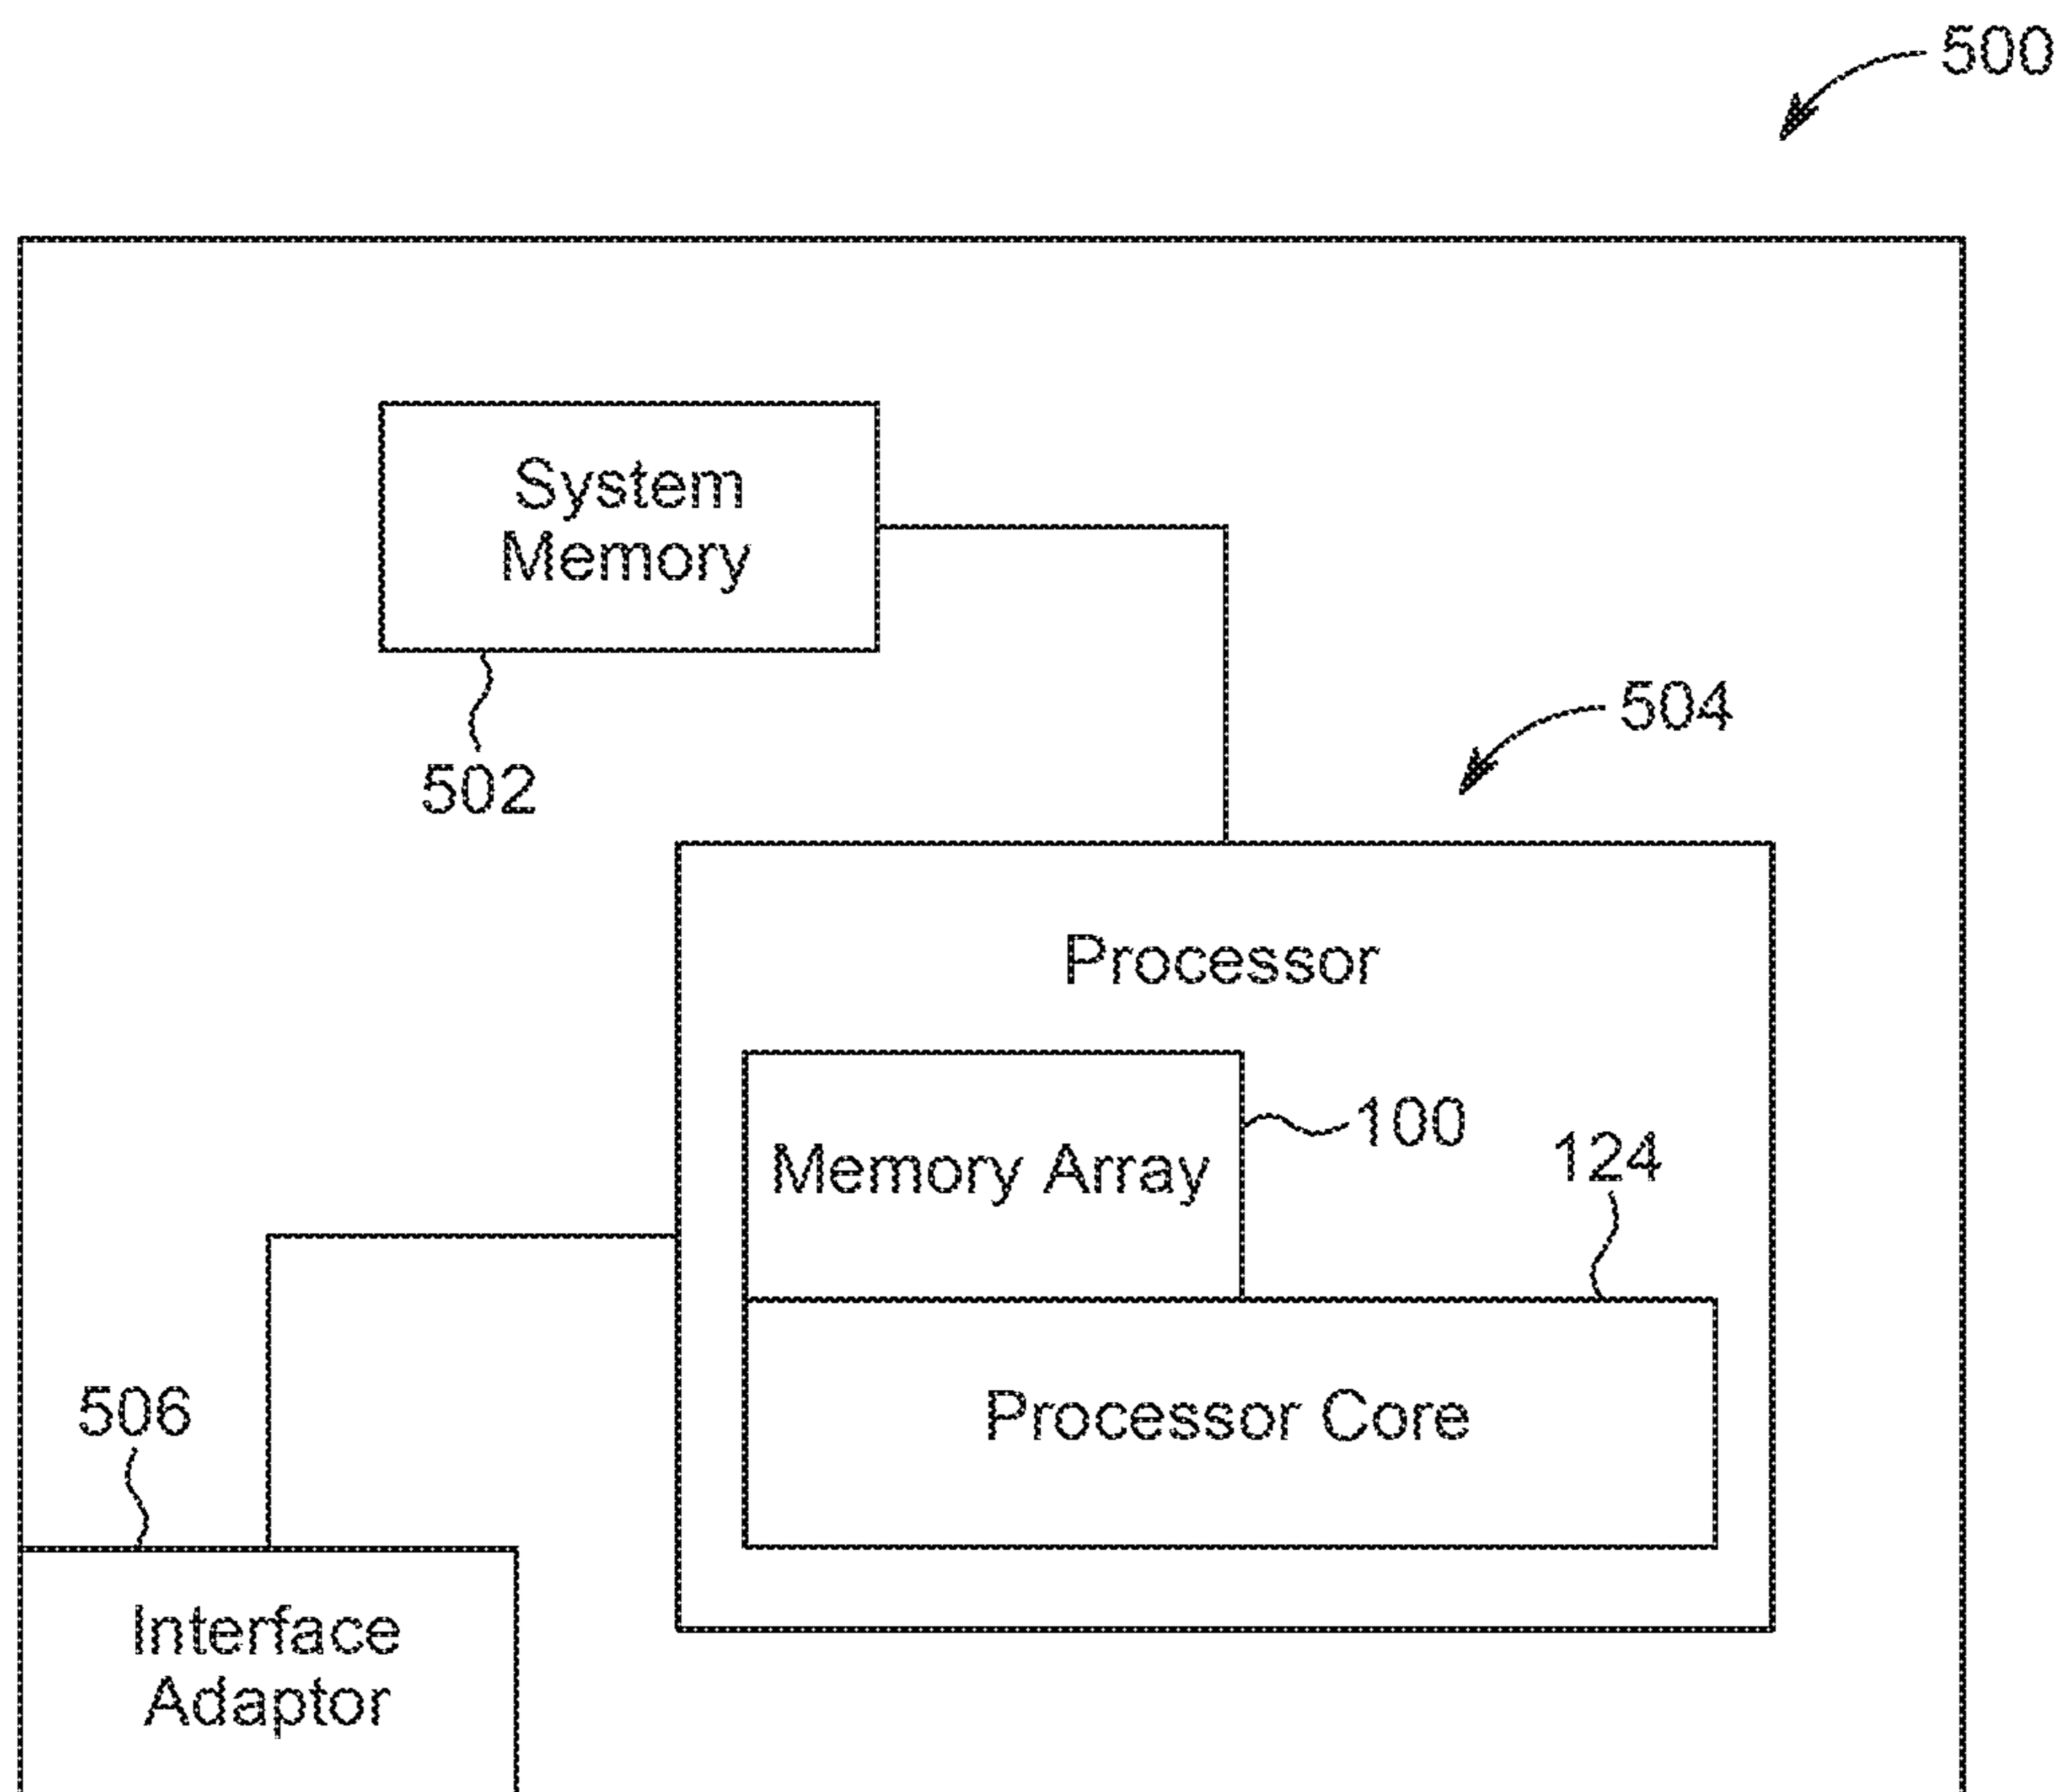 500
System
Memory
502
504
Processor
Memory Array
100
124
Processor Core
506
Interface
Adaptor